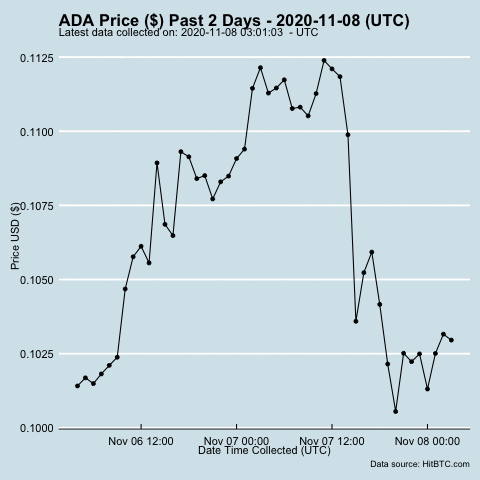 ADA Price ($) Past 2 Days - 2020-11-08 (UTC)
Latest data collected on: 2020-11-08 03:01:03  - UTC
Price USD ($)
0.1125
0.1100
0.1075
0.1050
0.1025
0.1000
Nov 06 12:00 Nov 07 00:00 Nov 07 12:00 Nov 08 00:00
Date Time Collected (UTC)
Data source: HitBTC.com